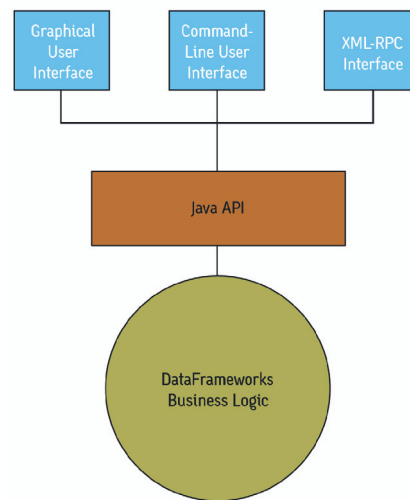 Graphical
User
Interface
Command-
Line User
Interface
XML-RPC
Interface
Java API
DataFrameworks
Business Logic